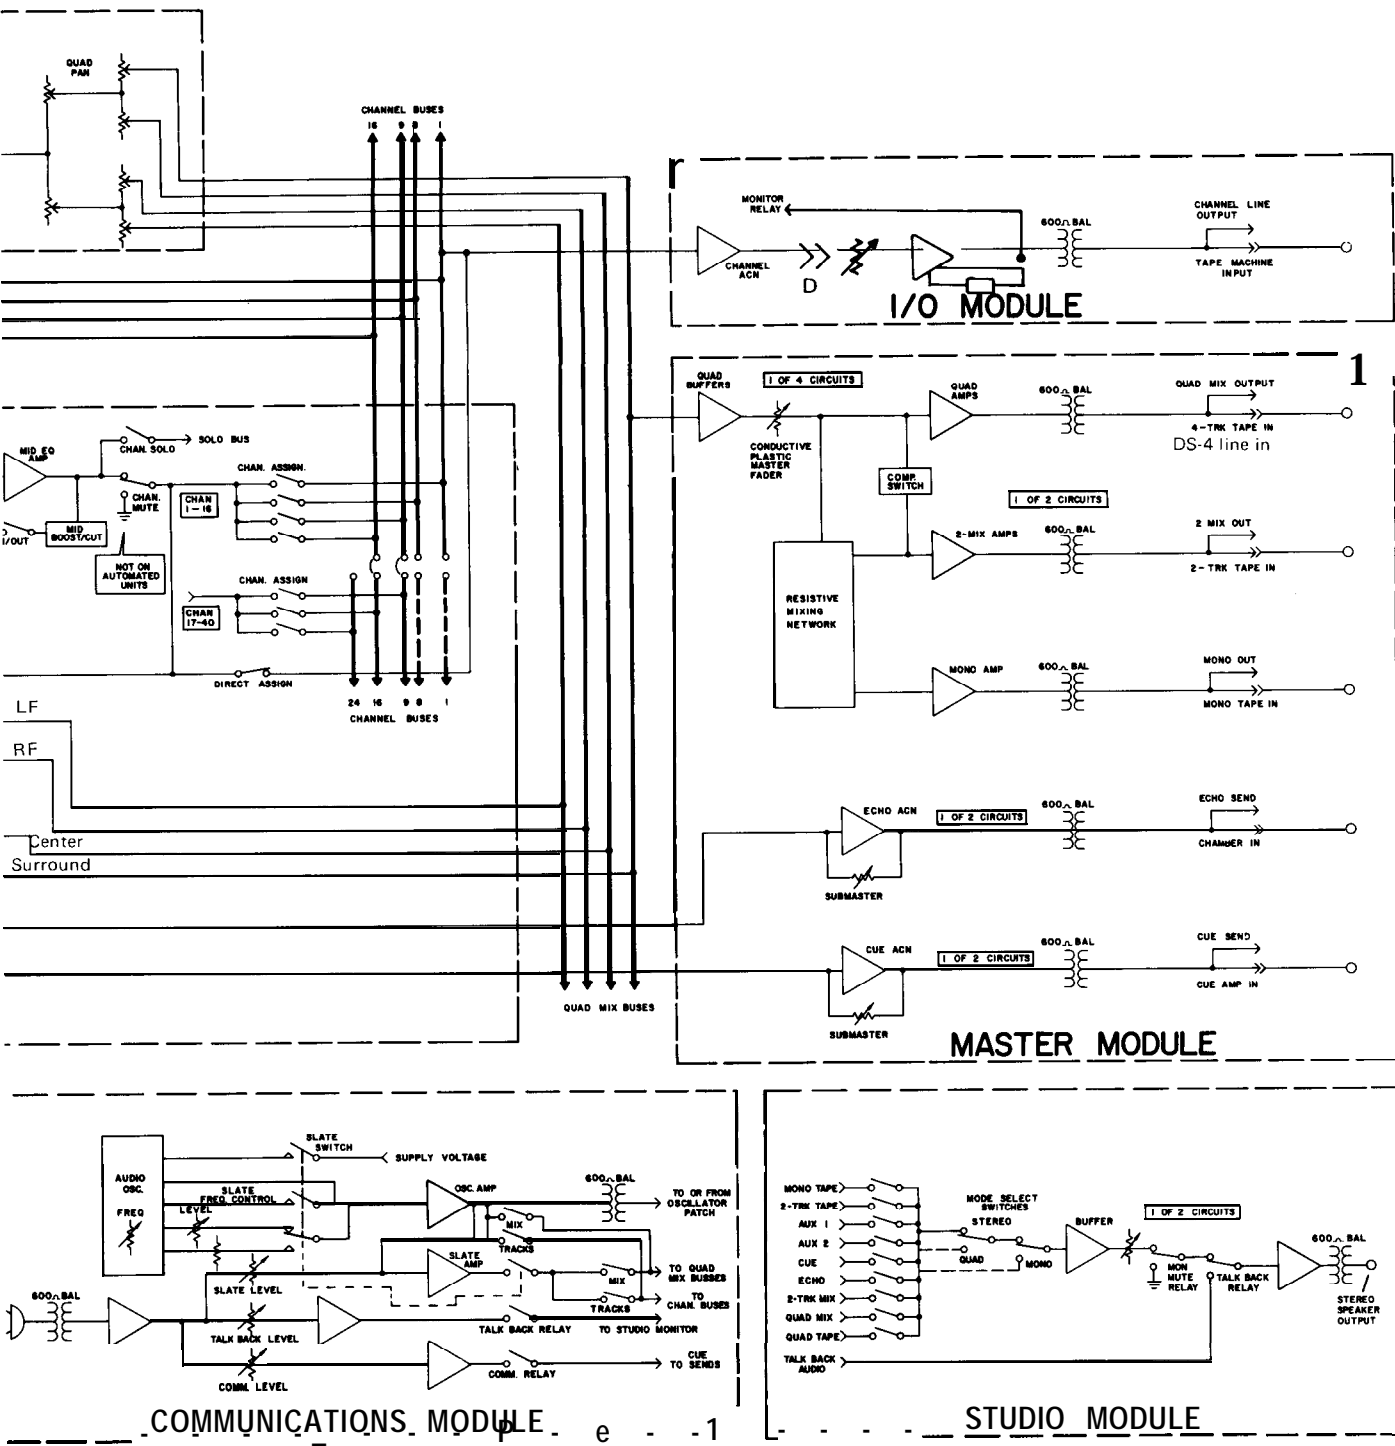 QUAD
PAN
CHANNEL BUSES
16 9 8 1
MONITOR
RELAY
CHANNEL
ACN
D
600Ω BAL
CHANNEL LINE
OUTPUT
TAPE MACHINE
INPUT
I/O MODULE
1
QUAD
BUFFERS
1 OF 4 CIRCUITS
CONDUCTIVE
PLASTIC
MASTER
FADER
QUAD
AMPS
600Ω BAL
QUAD MIX OUTPUT
4-TRK TAPE IN
DS-4 line in
COMP.
SWITCH
1 OF 2 CIRCUITS
2-MIX AMPS
600Ω BAL
2 MIX OUT
2-TRK TAPE IN
RESISTIVE
MIXING
NETWORK
MONO AMP
600Ω BAL
MONO OUT
MONO TAPE IN
ECHO ACN
1 OF 2 CIRCUITS
600Ω BAL
ECHO SEND
CHAMBER IN
SUBMASTER
CUE ACN
1 OF 2 CIRCUITS
600Ω BAL
CUE SEND
CUE AMP IN
SUBMASTER
MASTER MODULE
MID EQ
AMP
SOLO BUS
CHAN. SOLO
CHAN.
MUTE
I/OUT
MID
BOOST/CUT
NOT ON
AUTOMATED
UNITS
CHAN. ASSIGN.
CHAN
1-16
CHAN. ASSIGN
CHAN
17-40
DIRECT ASSIGN
24 16 9 8 1
CHANNEL BUSES
LF
RF
Center
Surround
QUAD MIX BUSES
AUDIO
OSC.
FREQ
SLATE
SWITCH
SUPPLY VOLTAGE
SLATE
FREQ. CONTROL
LEVEL
OSC. AMP
600Ω BAL
TO OR FROM
OSCILLATOR
PATCH
MIX
TRACKS
SLATE
AMP
SLATE LEVEL
MIX
TO QUAD
MIX BUSSES
TRACKS
TO
CHAN. BUSES
600Ω BAL
TALK BACK LEVEL
TALK BACK RELAY
TO STUDIO MONITOR
COMM. LEVEL
COMM. RELAY
CUE
TO SENDS
COMMUNICATIONS MODULE
P e - -1
MONO TAPE
2-TRK TAPE
AUX 1
AUX 2
CUE
ECHO
2-TRK MIX
QUAD MIX
QUAD TAPE
TALK BACK
AUDIO
MODE SELECT
SWITCHES
STEREO
QUAD
MONO
BUFFER
1 OF 2 CIRCUITS
MON
MUTE
RELAY
TALK BACK
RELAY
600Ω BAL
STEREO
SPEAKER
OUTPUT
STUDIO MODULE